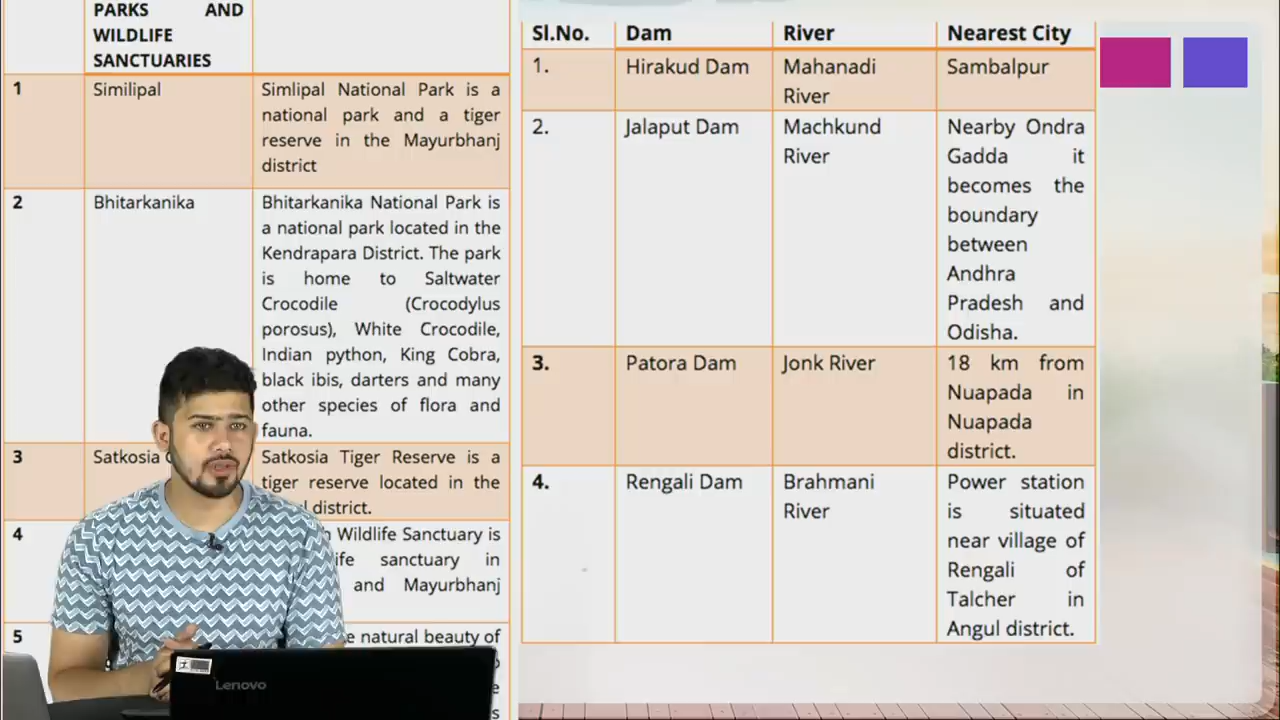 PARKS AND
WILDLIFE
SANCTUARIES
1
Similipal
Simlipal National Park is a
national park and a tiger
reserve in the Mayurbhanj
district
2
Bhitarkanika
Bhitarkanika National Park is
a national park located in the
Kendrapara District. The park
is home to Saltwater
Crocodile (Crocodylus
porosus), White Crocodile,
Indian python, King Cobra,
black ibis, darters and many
other species of flora and
fauna.
3
Satkosia
Satkosia Tiger Reserve is a
tiger reserve located in the
district.
4
Wildlife Sanctuary is
sanctuary in
and Mayurbhanj
5
natural beauty of
Lenovo
Sl.No. Dam River Nearest City
1.
Hirakud Dam
Mahanadi
River
Sambalpur
2.
Jalaput Dam
Machkund
River
Nearby Ondra
Gadda it
becomes the
boundary
between
Andhra
Pradesh and
Odisha.
3.
Patora Dam
Jonk River
18 km from
Nuapada in
Nuapada
district.
4.
Rengali Dam
Brahmani
River
Power station
is situated
near village of
Rengali of
Talcher in
Angul district.